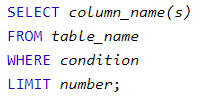 SELECT column_name(s)
FROM table_name
WHERE condition
LIMIT number;